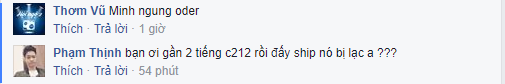 Thơm Vũ Minh ngung oder
Thích · Trả lời · 1 giờ
Phạm Thịnh bạn ơi gần 2 tiếng c212 rồi đấy ship nó bị lạc a ???
Thích · Trả lời · 54 phút